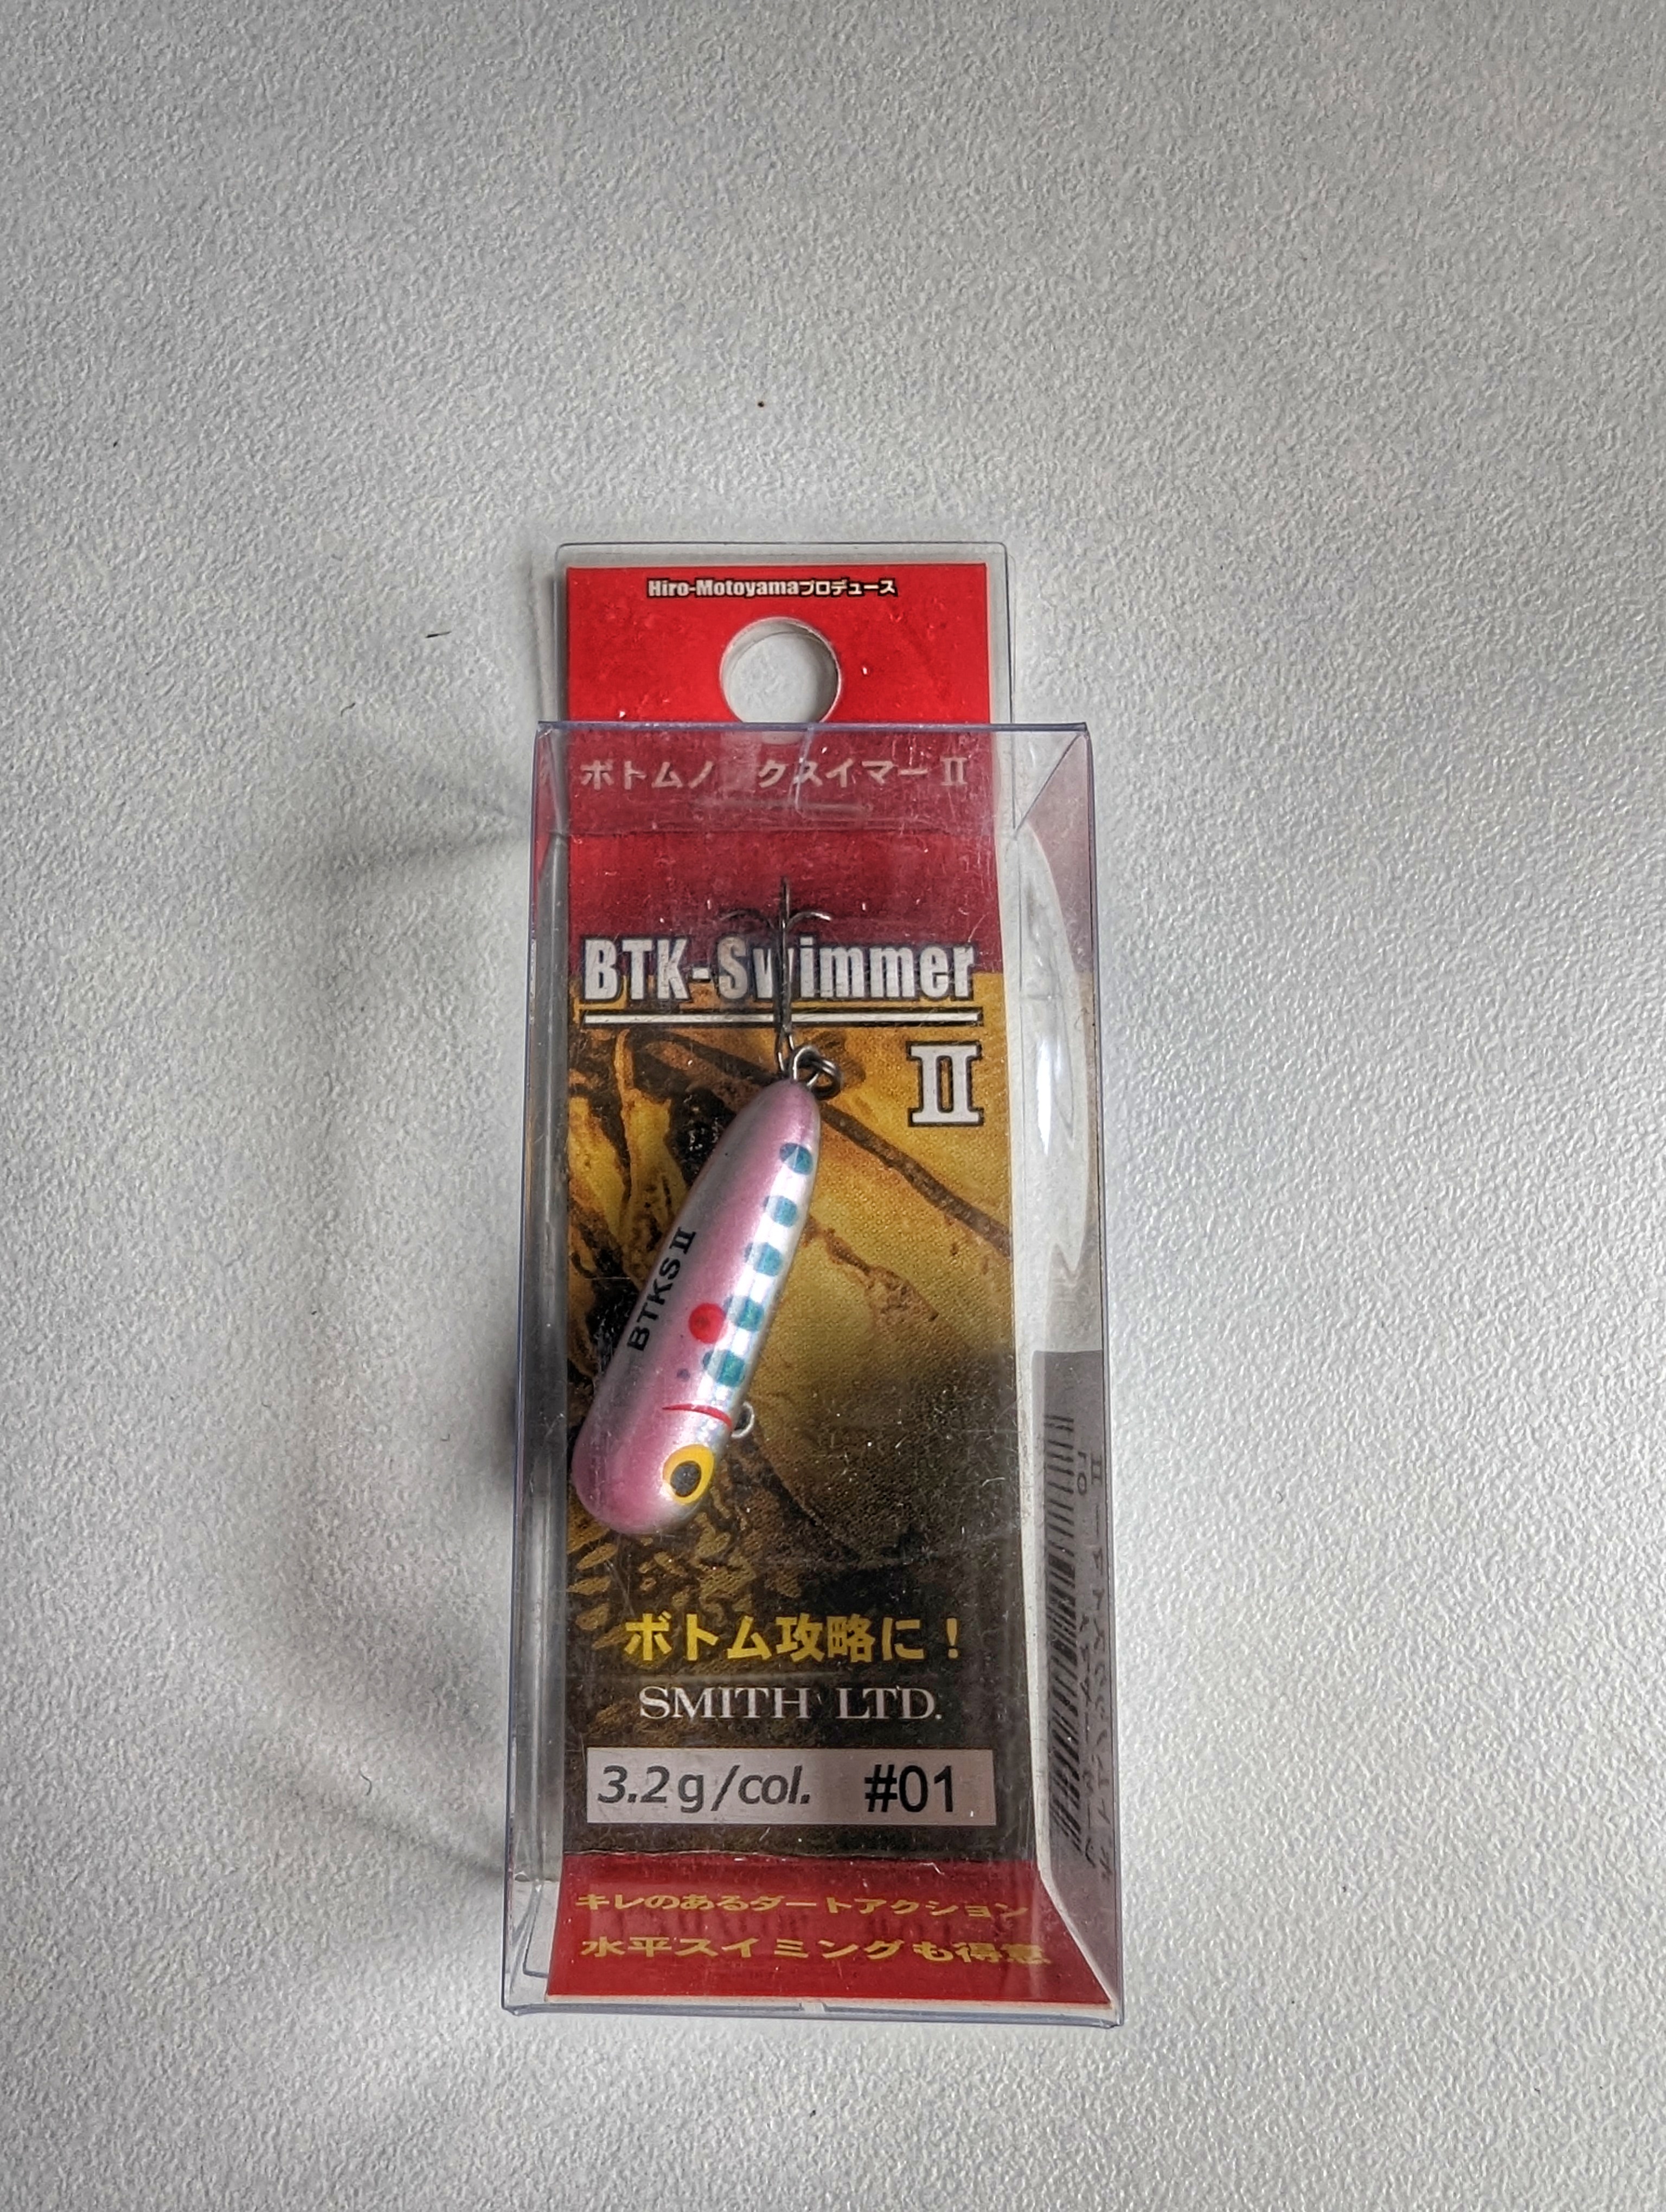 Hiro-Motoyamaプロデュース
ボトムノックスイマーⅡ
BTK-Swimmer
Ⅱ
BTKSⅡ
ボトム攻略に!
SMITH LTD.
3.2g/col. #01
キレのあるダートアクション
水平スイミングも得意